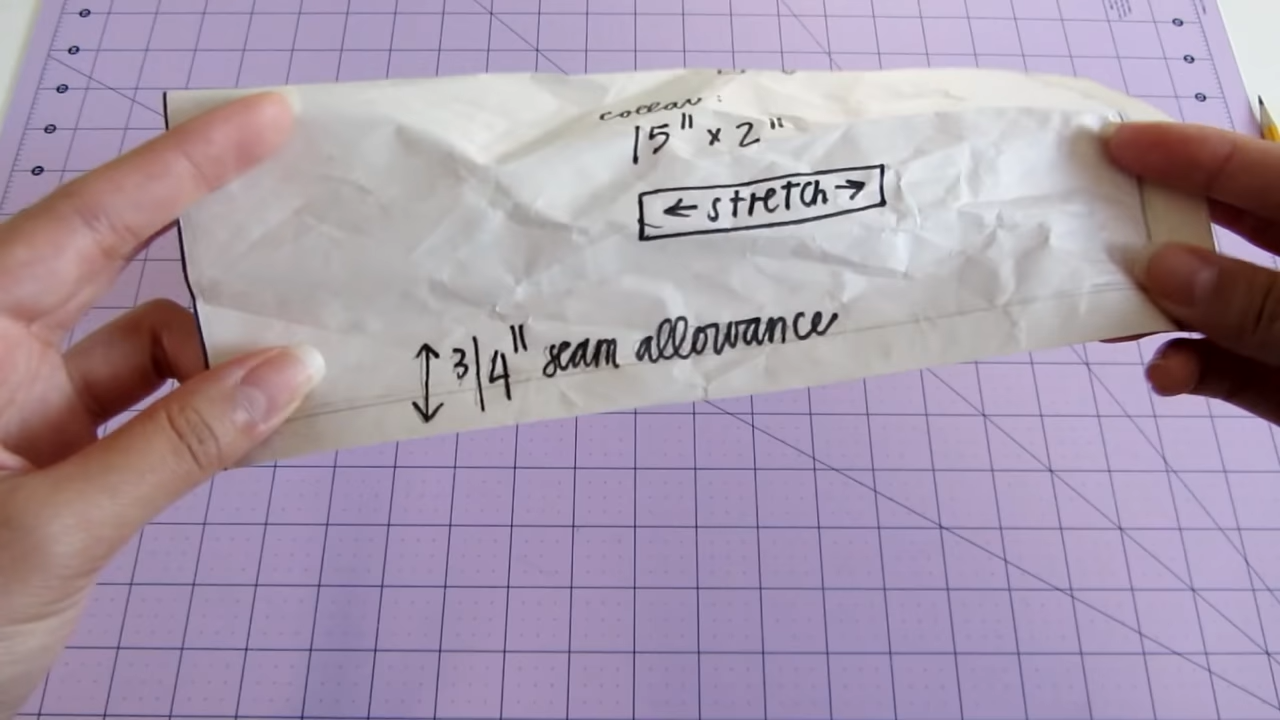 collar:
15" x 2"
← stretch →
3/4" seam allowance